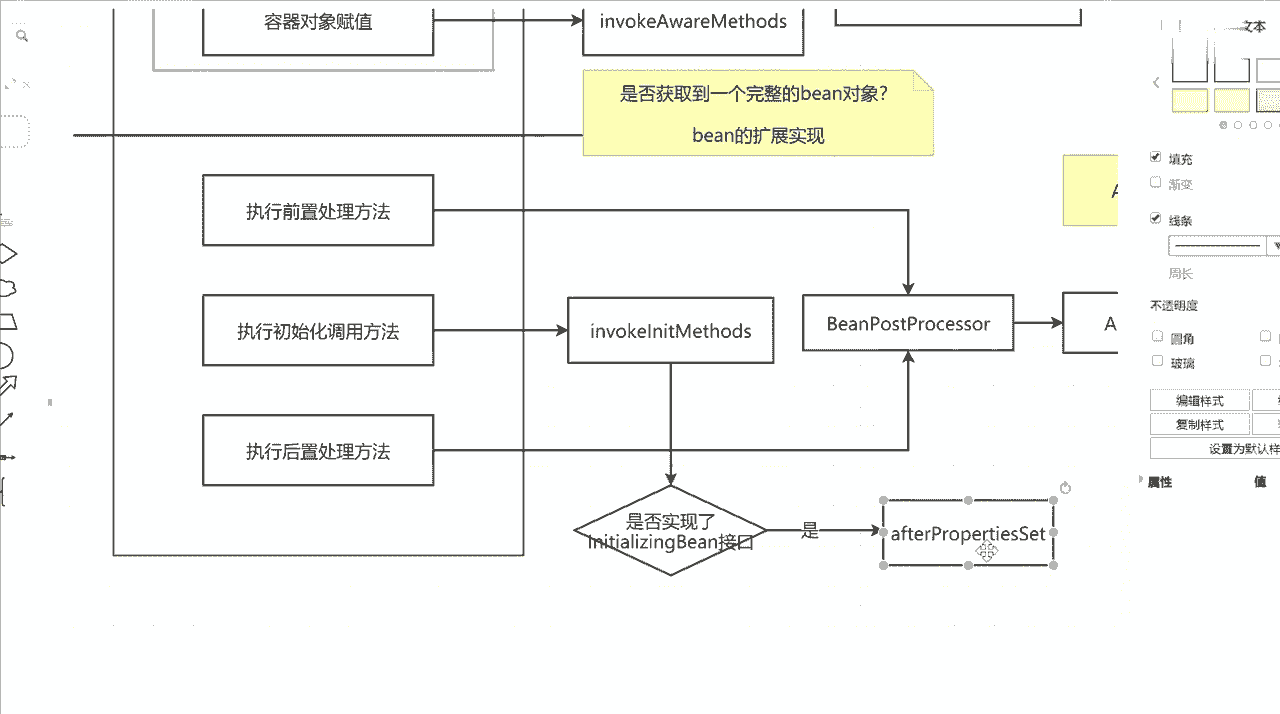 容器对象赋值
invokeAwareMethods
文本
是否获取到一个完整的bean对象?
bean的扩展实现
填充
渐变
执行前置处理方法
线条
周长
不透明度
执行初始化调用方法
invokeInitMethods
BeanPostProcessor
A
圆角
玻璃
编辑样式
复制样式
设置为默认样
执行后置处理方法
属性
值
是否实现了
InitializingBean接口
是
afterPropertiesSet